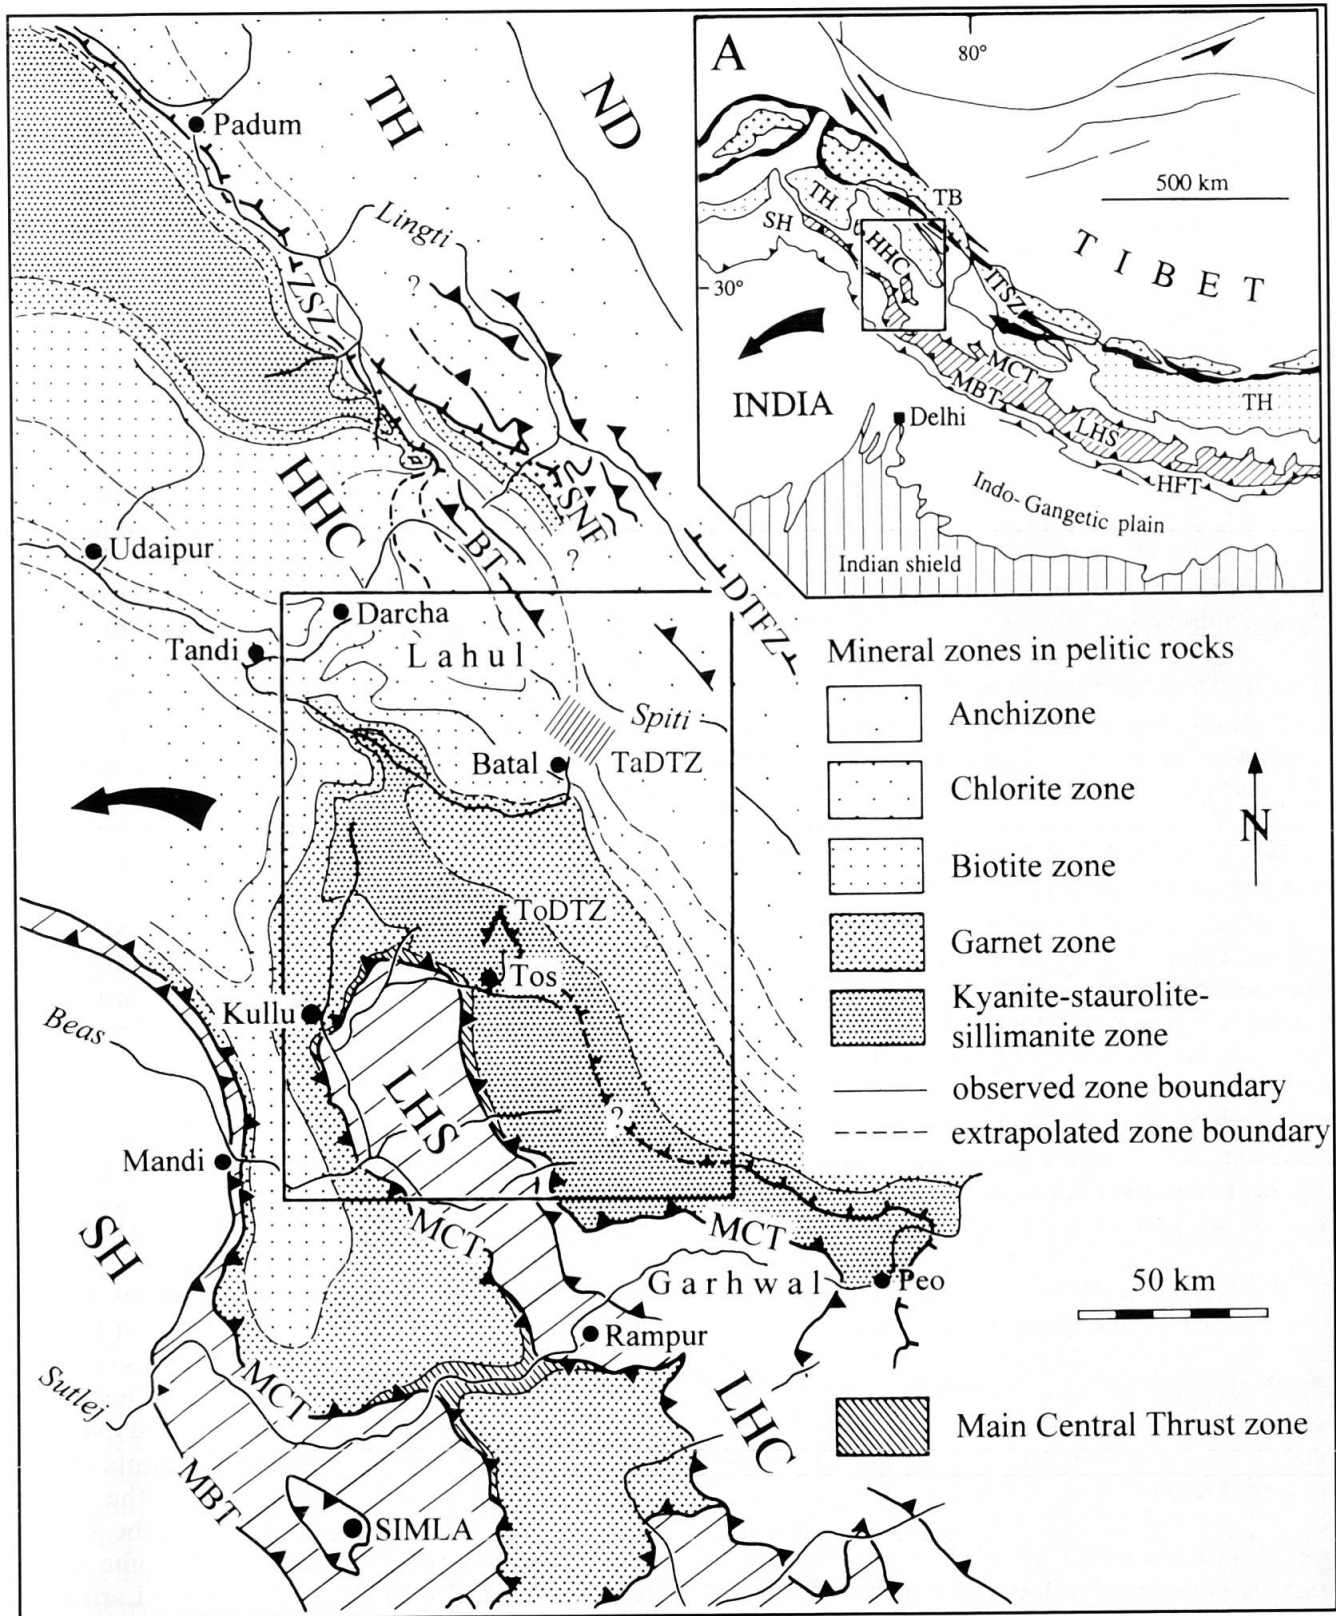 Padum
TH
ND
Lingti
?
ZSZ
HHC
SNF
BT
?
Udaipur
DTFZ
Darcha
Tandi
Lahul
Spiti
Batal
TaDTZ
ToDTZ
Tos
Kullu
Beas
LHS
?
Mandi
SH
MCT
MCT
Garhwal
Peo
Rampur
Sutlej
MCT
LHC
MBT
SIMLA
A
80°
500 km
TB
TH
SH
HHC
TIBET
30°
ITSZ
MCT
MBT
INDIA
TH
Delhi
LHS
HFT
Indo-Gangetic plain
Indian shield
Mineral zones in pelitic rocks
Anchizone
Chlorite zone
Biotite zone
Garnet zone
Kyanite-staurolite-
sillimanite zone
observed zone boundary
extrapolated zone boundary
N
50 km
Main Central Thrust zone